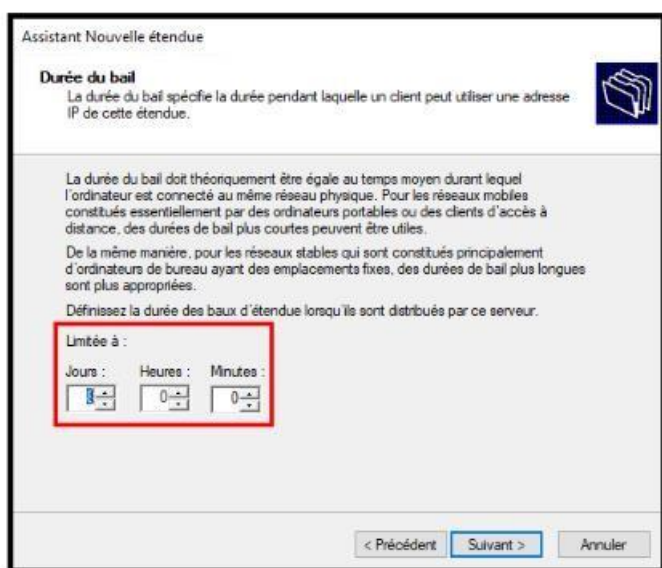 Assistant Nouvelle étendue
Durée du bail
La durée du bail spécifie la durée pendant laquelle un client peut utiliser une adresse
IP de cette étendue.
La durée du bail doit théoriquement être égale au temps moyen durant lequel
l'ordinateur est connecté au même réseau physique. Pour les réseaux mobiles
constitués essentiellement par des ordinateurs portables ou des clients d'accès à
distance, des durées de bail plus courtes peuvent être utiles.
De la même manière, pour les réseaux stables qui sont constitués principalement
d'ordinateurs de bureau ayant des emplacements fixes, des durées de bail plus longues
sont plus appropriées.
Définissez la durée des baux d'étendue lorsqu'ils sont distribués par ce serveur.
Limitée à :
Jours : Heures : Minutes :
0 0
< Précédent Suivant > Annuler